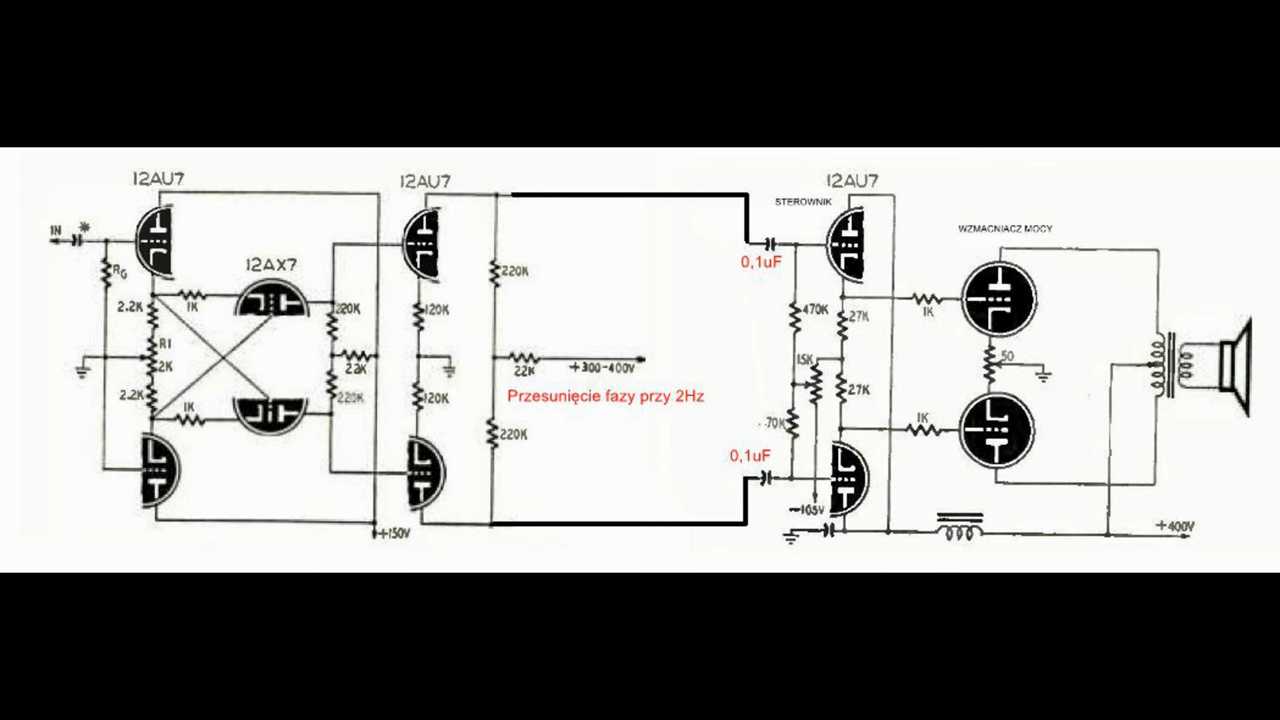 12AU7
IN
*
RG
2.2K
R1
2K
2.2K
1K
12AX7
1K
220K
22K
220K
+150V
12AU7
120K
120K
220K
22K
+300-400V
Przesunięcie fazy przy 2Hz
220K
0,1uF
0,1uF
12AU7
STEROWNIK
470K
27K
15K
27K
70K
-105V
1K
1K
WZMACNIACZ MOCY
50
+400V